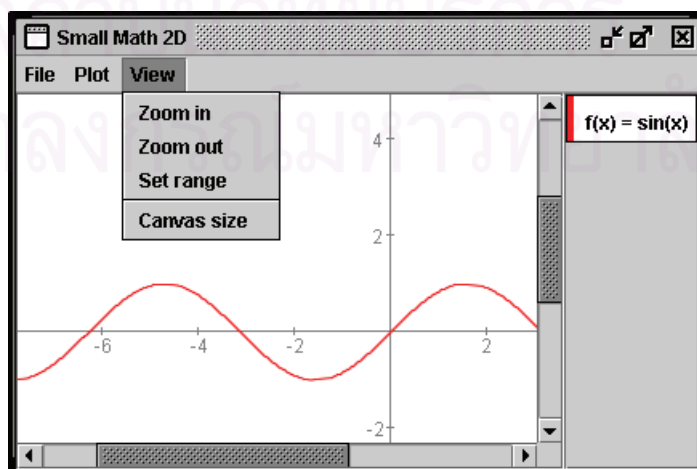 Small Math 2D
File Plot View
Zoom in
Zoom out
Set range
Canvas size
f(x) = sin(x)
4
2
-6 -4 -2 2
-2